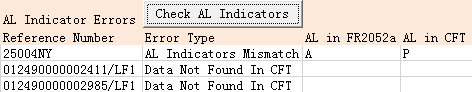 AL Indicator Errors Check AL Indicators
Reference Number Error Type AL in FR2052a AL in CFT
25004NY AL Indicators Mismatch A P
012490000002411/LF1 Data Not Found In CFT
012490000002985/LF1 Data Not Found In CFT